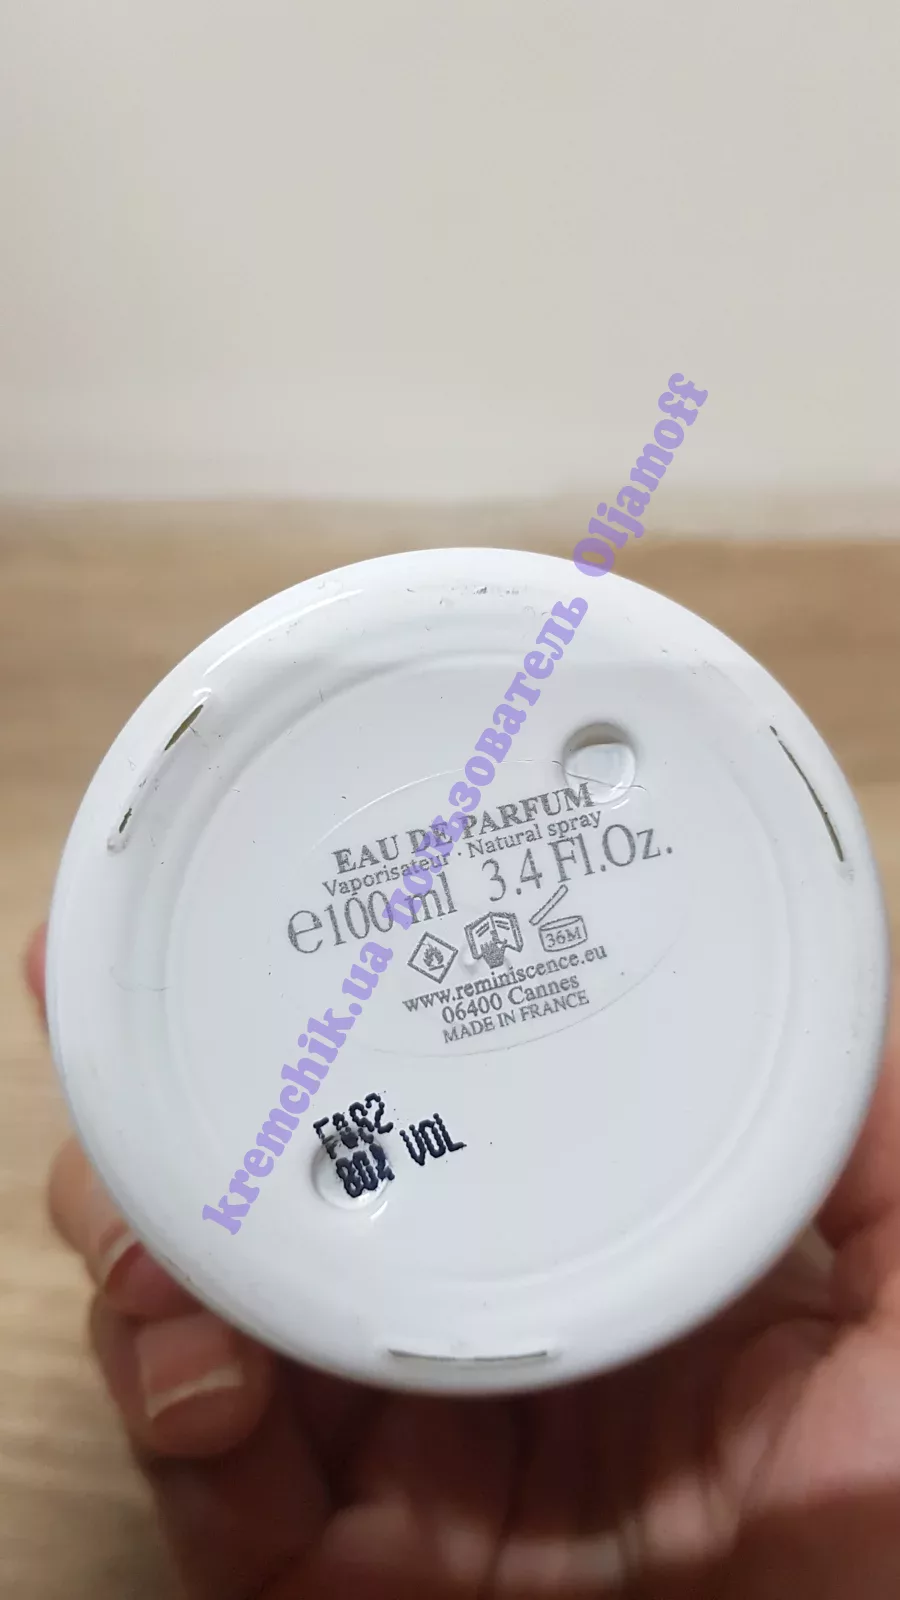 EAU DE PARFUM
Vaporisateur · Natural spray
℮100 ml 3.4 Fl.Oz.
36M
www.reminiscence.eu
06400 Cannes
MADE IN FRANCE
VOL
kremchik.ua пользователь Oljamoff